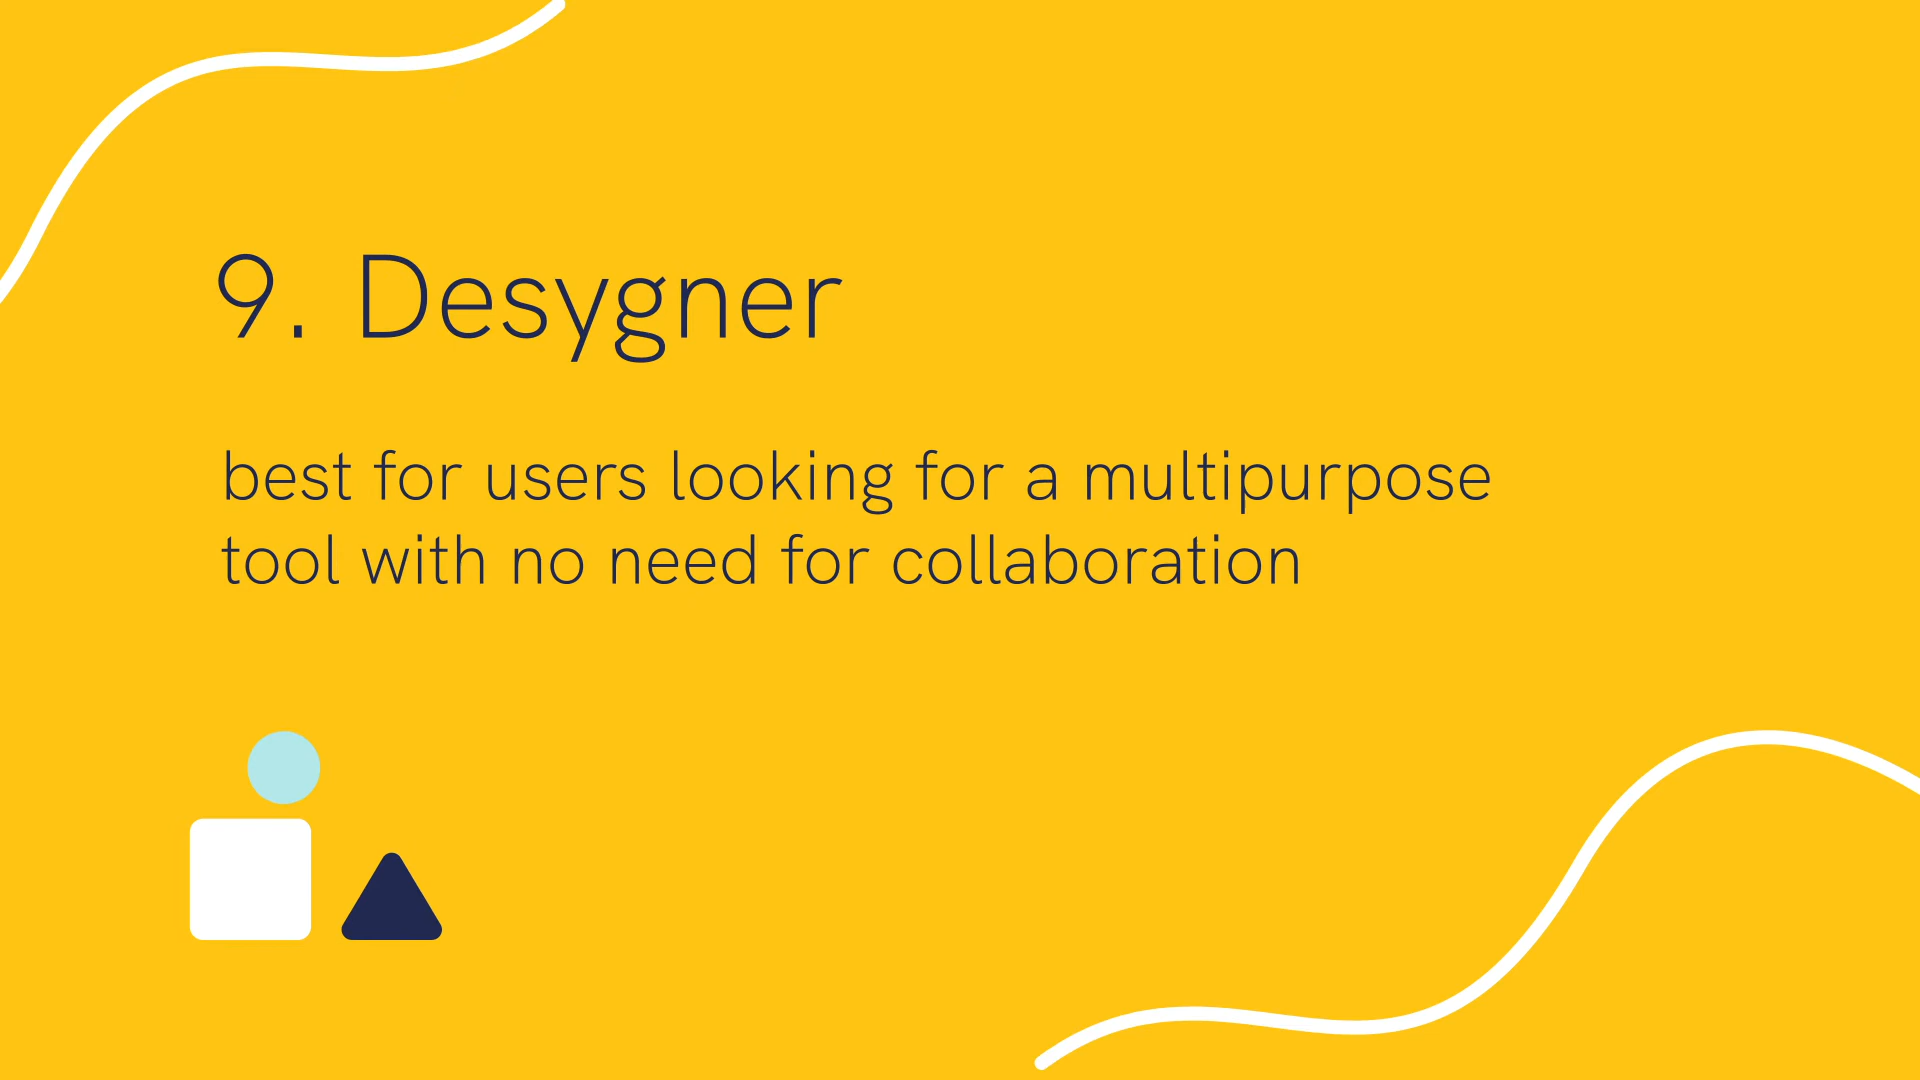 9. Desygner
best for users looking for a multipurpose
tool with no need for collaboration